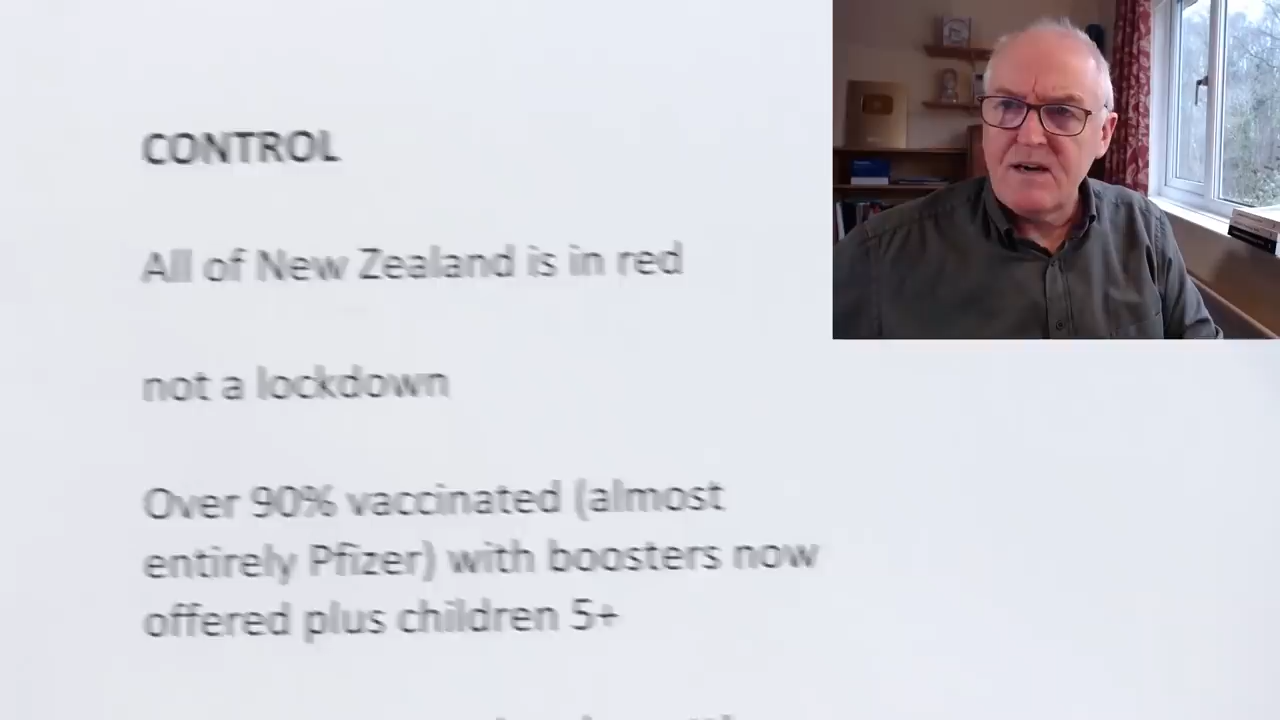 CONTROL
All of New Zealand is in red
not a lockdown
Over 90% vaccinated (almost
entirely Pfizer) with boosters now
offered plus children 5+